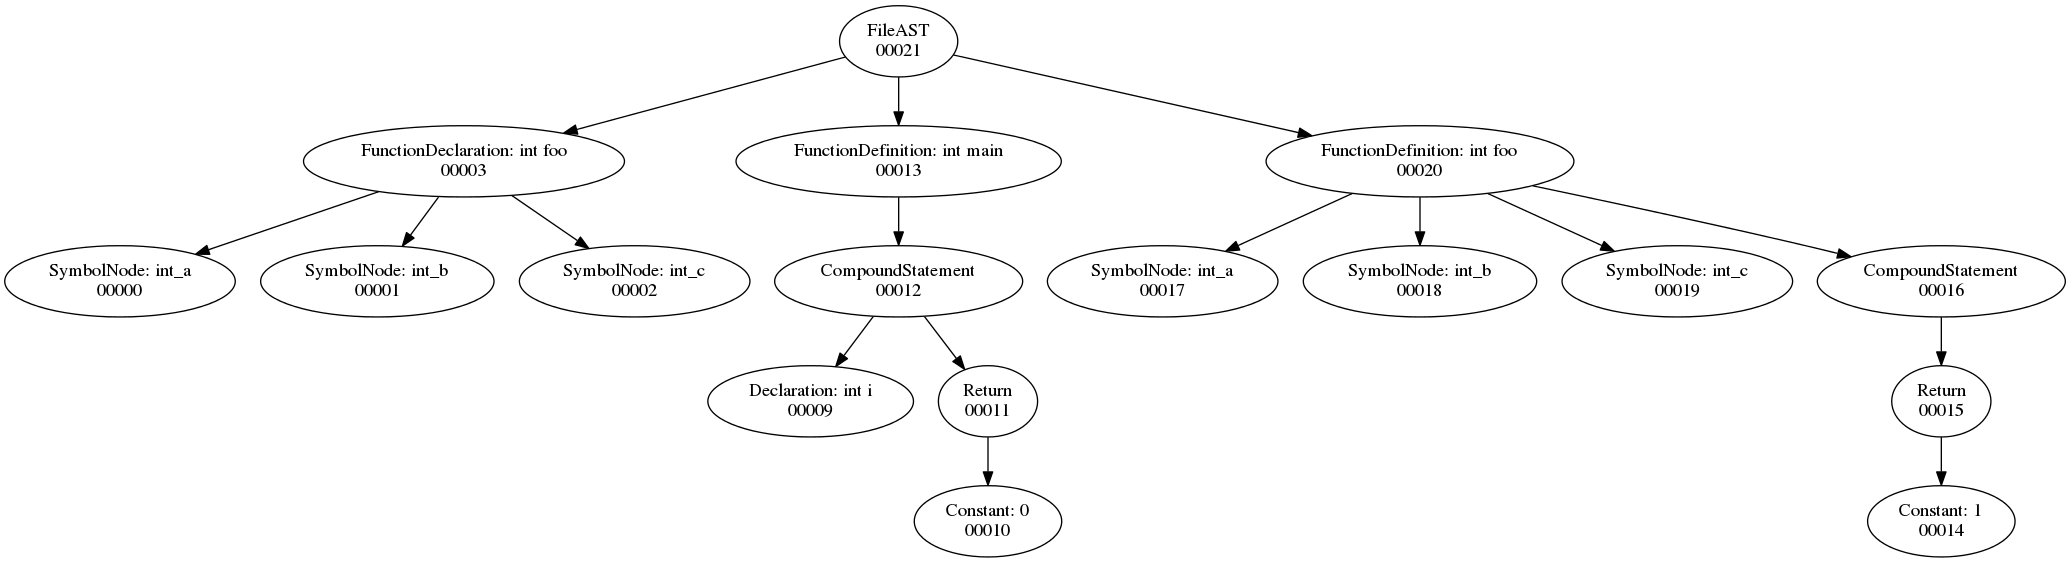 FileAST
00021
FunctionDeclaration: int foo
00003
FunctionDefinition: int main
00013
FunctionDefinition: int foo
00020
SymbolNode: int_a
00000
SymbolNode: int_b
00001
SymbolNode: int_c
00002
CompoundStatement
00012
SymbolNode: int_a
00017
SymbolNode: int_b
00018
SymbolNode: int_c
00019
CompoundStatement
00016
Declaration: int i
00009
Return
00011
Return
00015
Constant: 0
00010
Constant: 1
00014